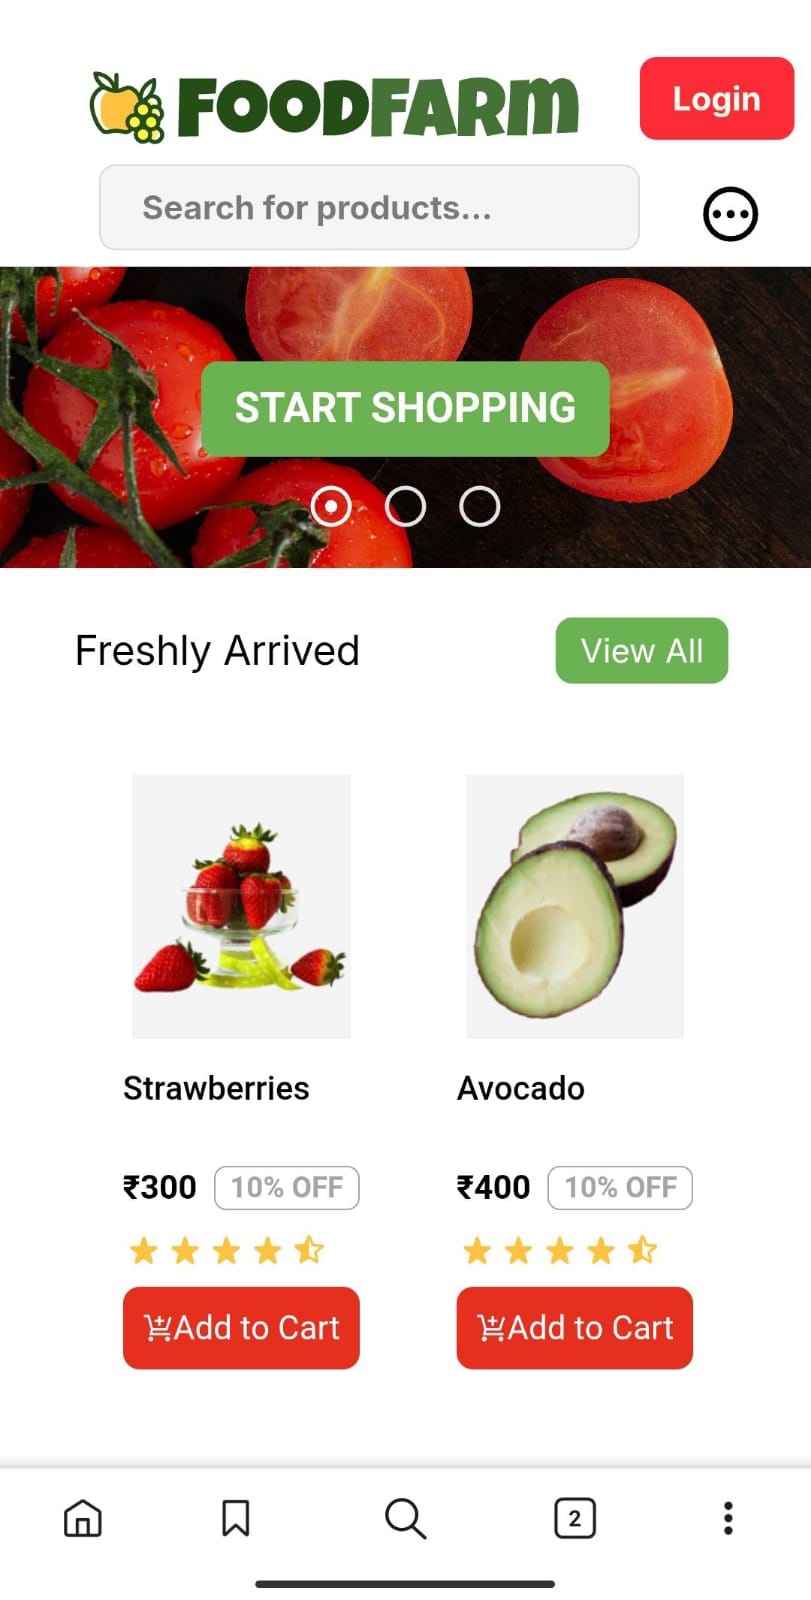 FOODFARM
Login
Search for products...
START SHOPPING
Freshly Arrived
View All
Strawberries
Avocado
₹300 10% OFF
₹400 10% OFF
Add to Cart
Add to Cart
2